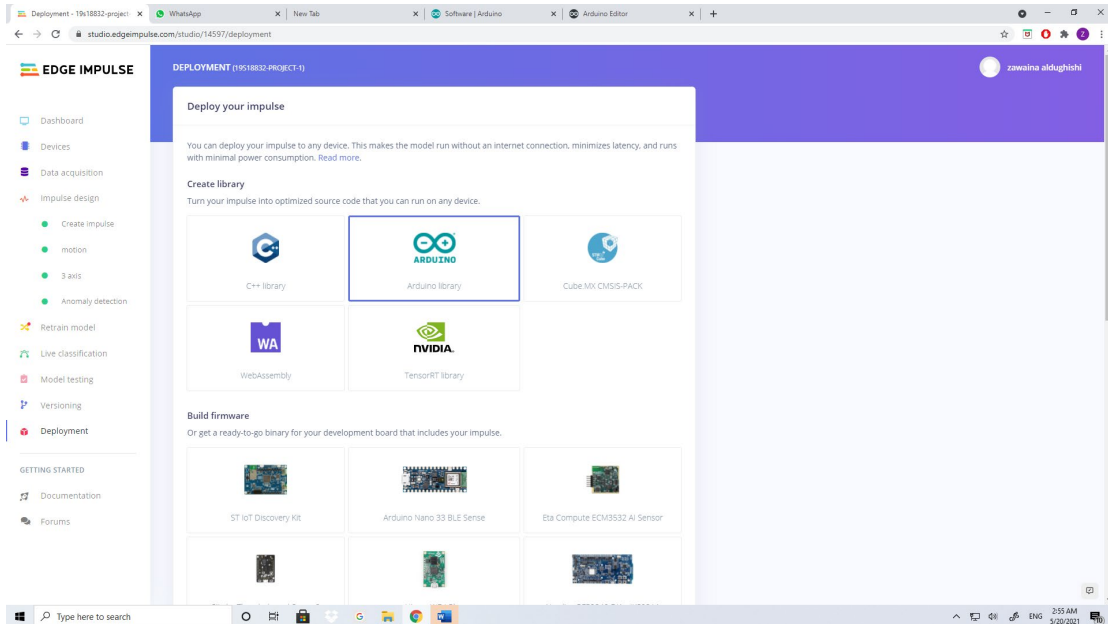 Deployment - 19s18832-project-
WhatsApp
New Tab
Software | Arduino
Arduino Editor
studio.edgeimpulse.com/studio/14597/deployment
EDGE IMPULSE
DEPLOYMENT (19S18832-PROJECT-1)
zawaina aldughishi
Dashboard
Devices
Data acquisition
Impulse design
Create impulse
motion
3 axis
Anomaly detection
Retrain model
Live classification
Model testing
Versioning
Deployment
GETTING STARTED
Documentation
Forums
Deploy your impulse
You can deploy your impulse to any device. This makes the model run without an internet connection, minimizes latency, and runs
with minimal power consumption. Read more.
Create library
Turn your impulse into optimized source code that you can run on any device.
C++ library
ARDUINO
Arduino library
Cube.MX CMSIS-PACK
WA
WebAssembly
NVIDIA.
TensorRT library
Build firmware
Or get a ready-to-go binary for your development board that includes your impulse.
ST IoT Discovery Kit
Arduino Nano 33 BLE Sense
Eta Compute ECM3532 AI Sensor
Type here to search
ENG
2:55 AM
5/20/2021